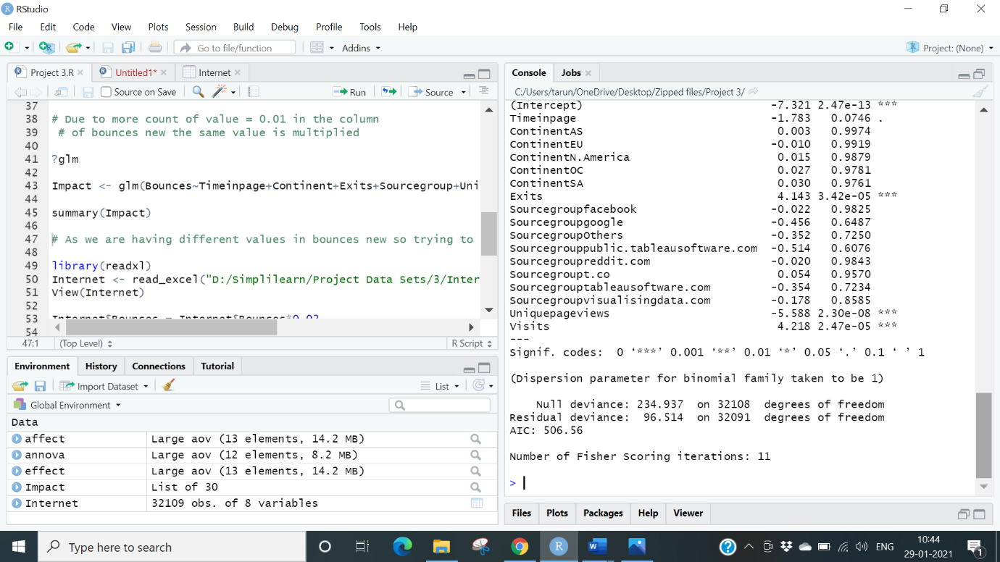 RStudio
File Edit Code View Plots Session Build Debug Profile Tools Help
Go to file/function Addins Project: (None)
Project 3.R Untitled1* Internet
Source on Save Run Source
37
38 # Due to more count of value = 0.01 in the column
39 # of bounces new the same value is multiplied
40
41 ?glm
42
43 Impact <- glm(Bounces~Timeinpage+Continent+Exits+Sourcegroup+Uni
44
45 summary(Impact)
46
47 # As we are having different values in bounces new so trying to
48
49 library(readxl)
50 Internet <- read_excel("D:/Simplilearn/Project Data Sets/3/Inter
51 View(Internet)
52
53 Internet$Bounces = Internet$Bounces*0.02
54
47:1 (Top Level) R Script
Environment History Connections Tutorial
Import Dataset List
Global Environment
Data
affect Large aov (13 elements, 14.2 MB)
annova Large aov (12 elements, 8.2 MB)
effect Large aov (13 elements, 14.2 MB)
Impact List of 30
Internet 32109 obs. of 8 variables
Console Jobs
C:/Users/tarun/OneDrive/Desktop/Zipped files/Project 3/
(Intercept) -7.321 2.47e-13 ***
Timeinpage -1.783 0.0746 .
ContinentAS 0.003 0.9974
ContinentEU -0.010 0.9919
ContinentN.America 0.015 0.9879
ContinentOC 0.027 0.9781
ContinentSA 0.030 0.9761
Exits 4.143 3.42e-05 ***
Sourcegroupfacebook -0.022 0.9825
Sourcegroupgoogle -0.456 0.6487
SourcegroupOthers -0.352 0.7250
Sourcegrouppublic.tableausoftware.com -0.514 0.6076
Sourcegroupreddit.com -0.020 0.9843
Sourcegroupt.co 0.054 0.9570
Sourcegrouptableausoftware.com -0.354 0.7234
Sourcegroupvisualisingdata.com -0.178 0.8585
Uniquepageviews -5.588 2.30e-08 ***
Visits 4.218 2.47e-05 ***
---
Signif. codes: 0 ‘***’ 0.001 ‘**’ 0.01 ‘*’ 0.05 ‘.’ 0.1 ‘ ’ 1
(Dispersion parameter for binomial family taken to be 1)
Null deviance: 234.937 on 32108 degrees of freedom
Residual deviance: 96.514 on 32091 degrees of freedom
AIC: 506.56
Number of Fisher Scoring iterations: 11
>
Files Plots Packages Help Viewer
Type here to search
ENG
10:44
29-01-2021
1